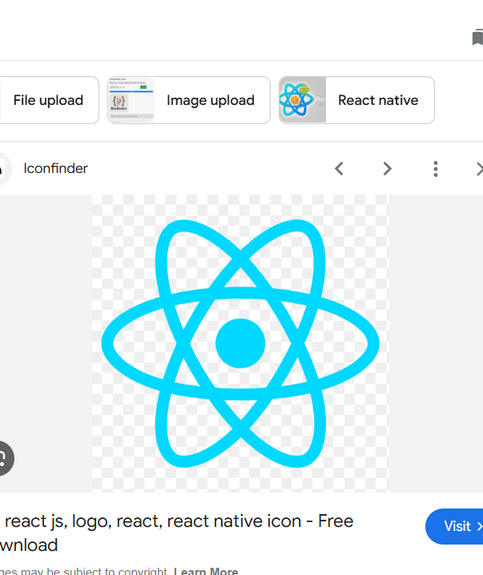 File upload
Image upload
React native
Iconfinder
react js, logo, react, react native icon - Free
wnload
Visit
ges may be subject to copyright. Learn More